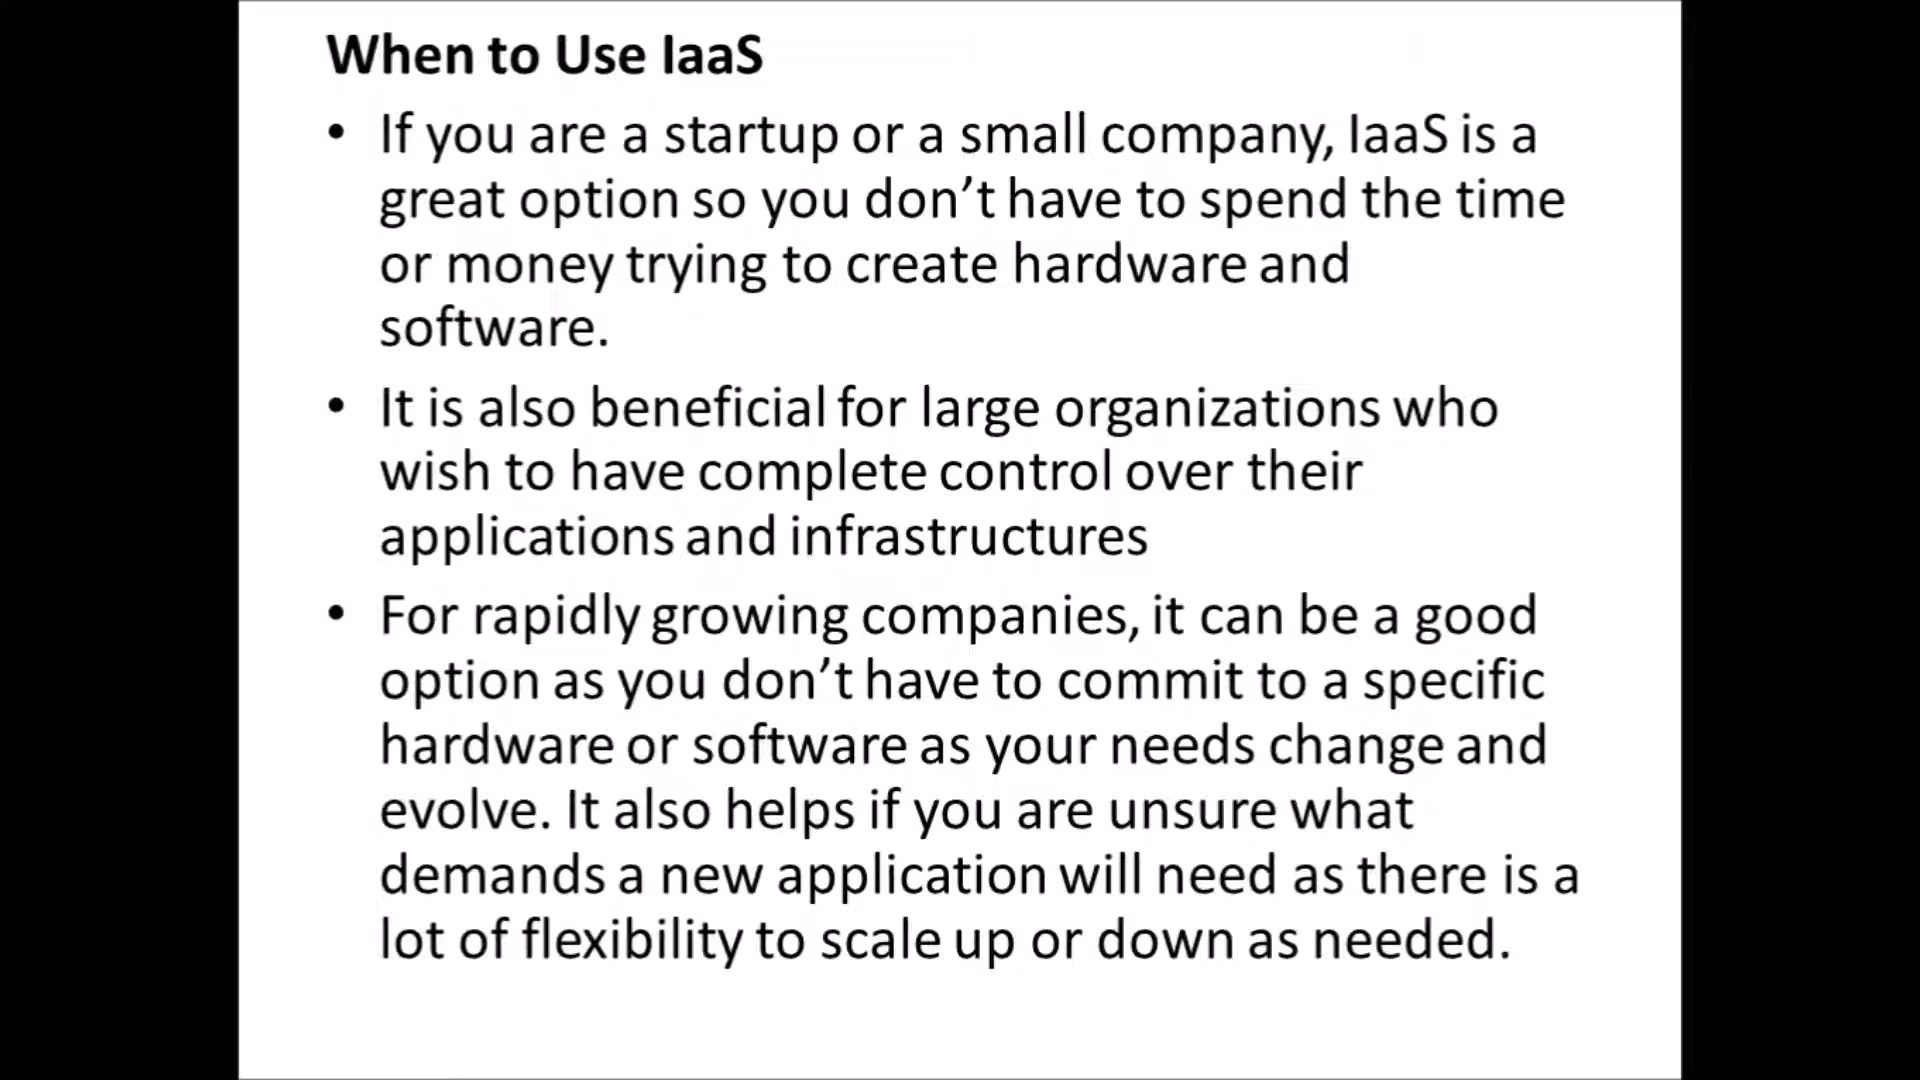 When to Use IaaS
• If you are a startup or a small company, IaaS is a
great option so you don’t have to spend the time
or money trying to create hardware and
software.
• It is also beneficial for large organizations who
wish to have complete control over their
applications and infrastructures
• For rapidly growing companies, it can be a good
option as you don’t have to commit to a specific
hardware or software as your needs change and
evolve. It also helps if you are unsure what
demands a new application will need as there is a
lot of flexibility to scale up or down as needed.